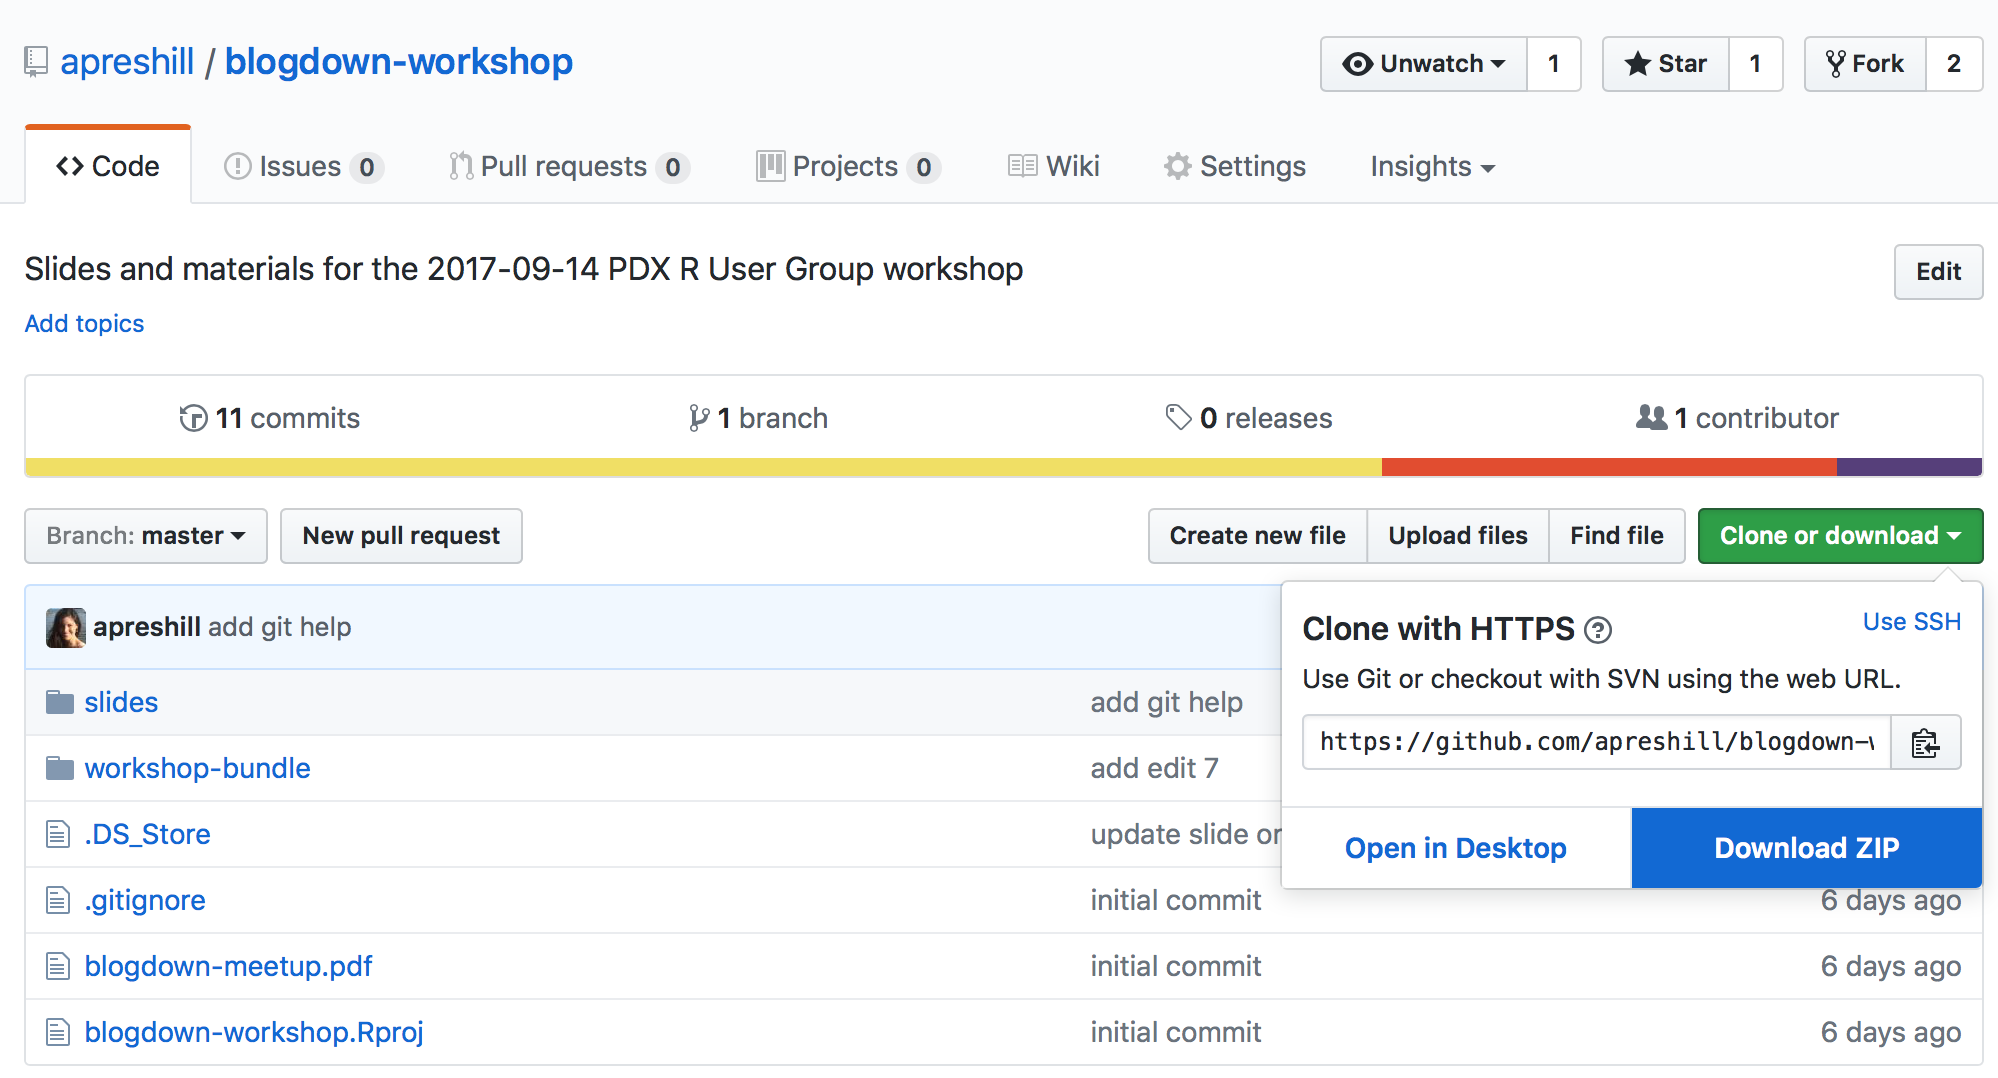 apreshill / blogdown-workshop
Unwatch 1 Star 1 Fork 2
Code Issues 0 Pull requests 0 Projects 0 Wiki Settings Insights
Slides and materials for the 2017-09-14 PDX R User Group workshop
Edit
Add topics
11 commits 1 branch 0 releases 1 contributor
Branch: master New pull request Create new file Upload files Find file Clone or download
apreshill add git help
Clone with HTTPS ? Use SSH
Use Git or checkout with SVN using the web URL.
https://github.com/apreshill/blogdown-
Open in Desktop Download ZIP
slides add git help
workshop-bundle add edit 7
.DS_Store update slide or
.gitignore initial commit 6 days ago
blogdown-meetup.pdf initial commit 6 days ago
blogdown-workshop.Rproj initial commit 6 days ago